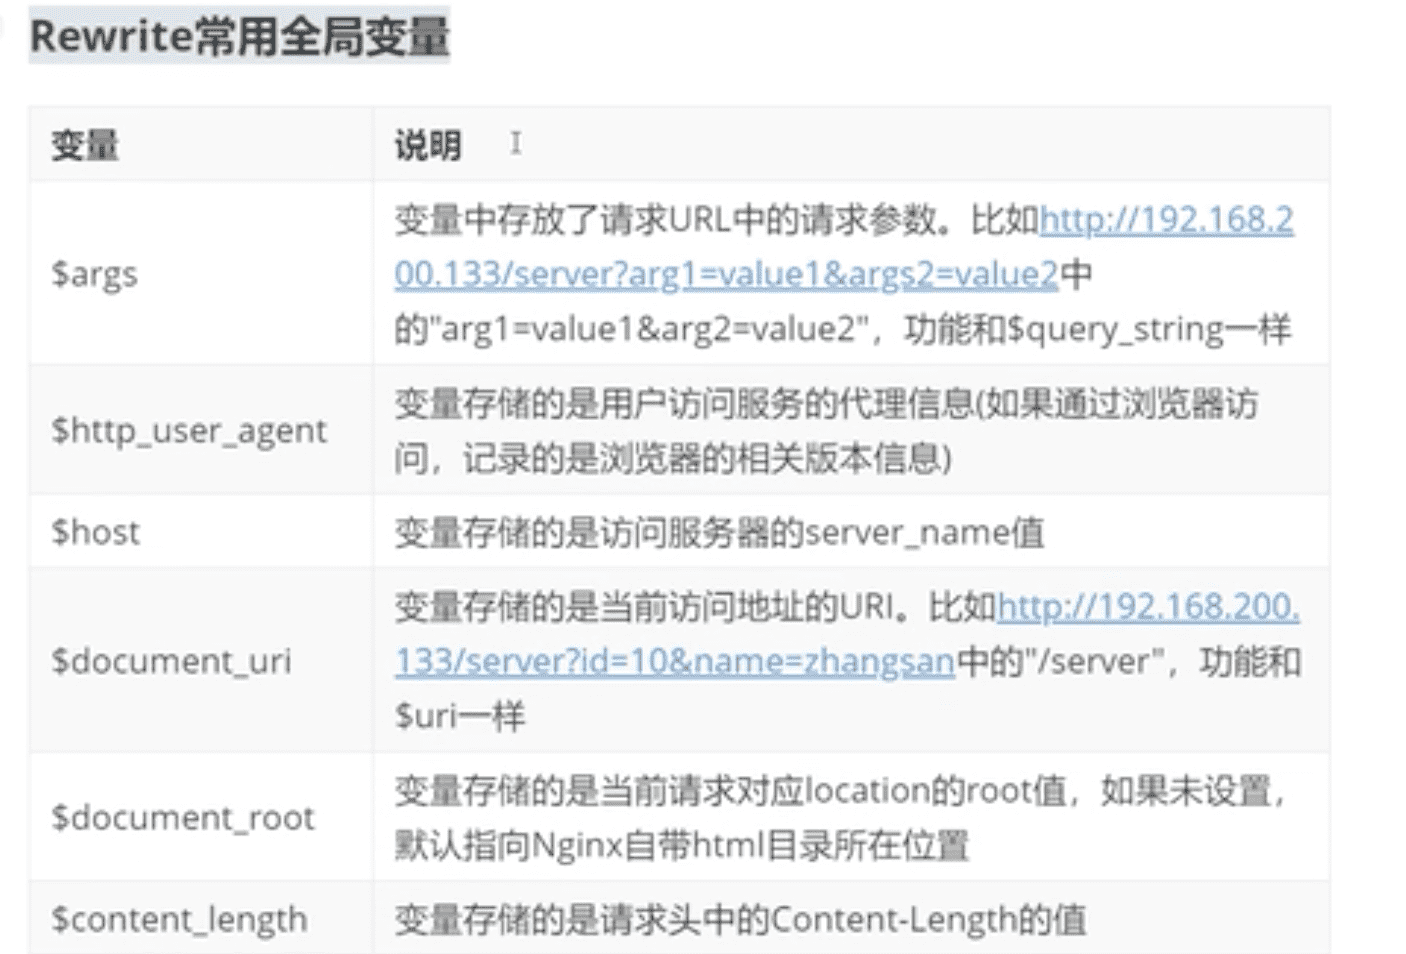 Rewrite常用全局变量
变量
说明
$args
变量中存放了请求URL中的请求参数。比如http://192.168.2
00.133/server?arg1=value1&args2=value2中
的"arg1=value1&arg2=value2"，功能和$query_string一样
$http_user_agent
变量存储的是用户访问服务的代理信息(如果通过浏览器访
问，记录的是浏览器的相关版本信息)
$host
变量存储的是访问服务器的server_name值
$document_uri
变量存储的是当前访问地址的URI。比如http://192.168.200.
133/server?id=10&name=zhangsan中的"/server"，功能和
$uri一样
$document_root
变量存储的是当前请求对应location的root值，如果未设置，
默认指向Nginx自带html目录所在位置
$content_length
变量存储的是请求头中的Content-Length的值